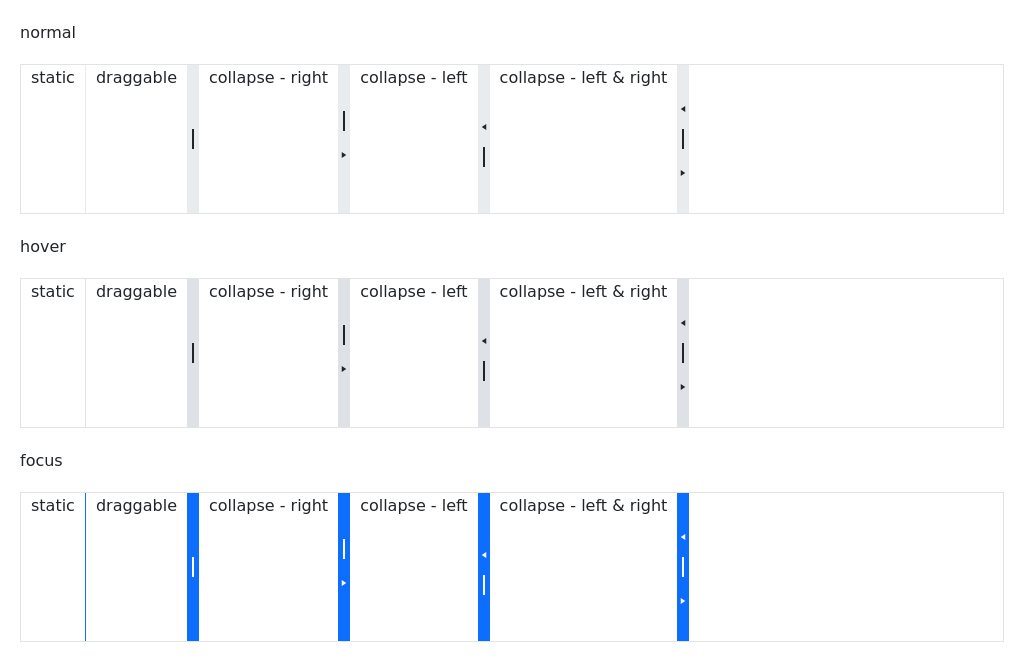 normal
static draggable collapse - right collapse - left collapse - left & right
hover
static draggable collapse - right collapse - left collapse - left & right
focus
static draggable collapse - right collapse - left collapse - left & right